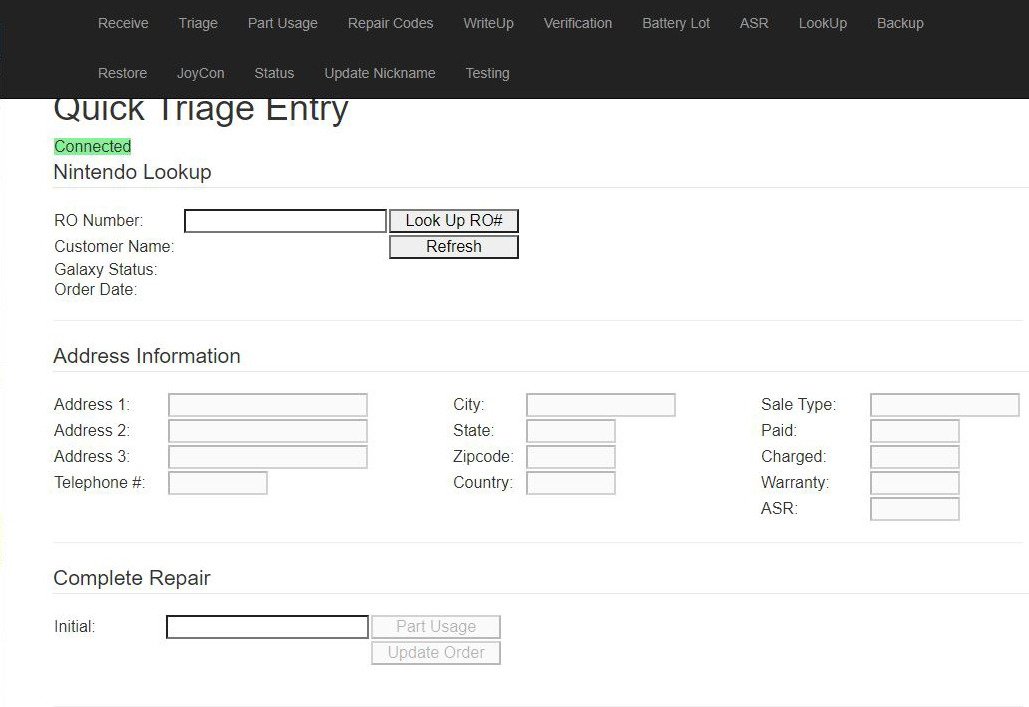 Receive Triage Part Usage Repair Codes WriteUp Verification Battery Lot ASR LookUp Backup
Restore JoyCon Status Update Nickname Testing
Quick Triage Entry
Connected
Nintendo Lookup
RO Number: Look Up RO#
Customer Name: Refresh
Galaxy Status:
Order Date:
Address Information
Address 1: City: Sale Type:
Address 2: State: Paid:
Address 3: Zipcode: Charged:
Telephone #: Country: Warranty:
ASR:
Complete Repair
Initial: Part Usage
Update Order